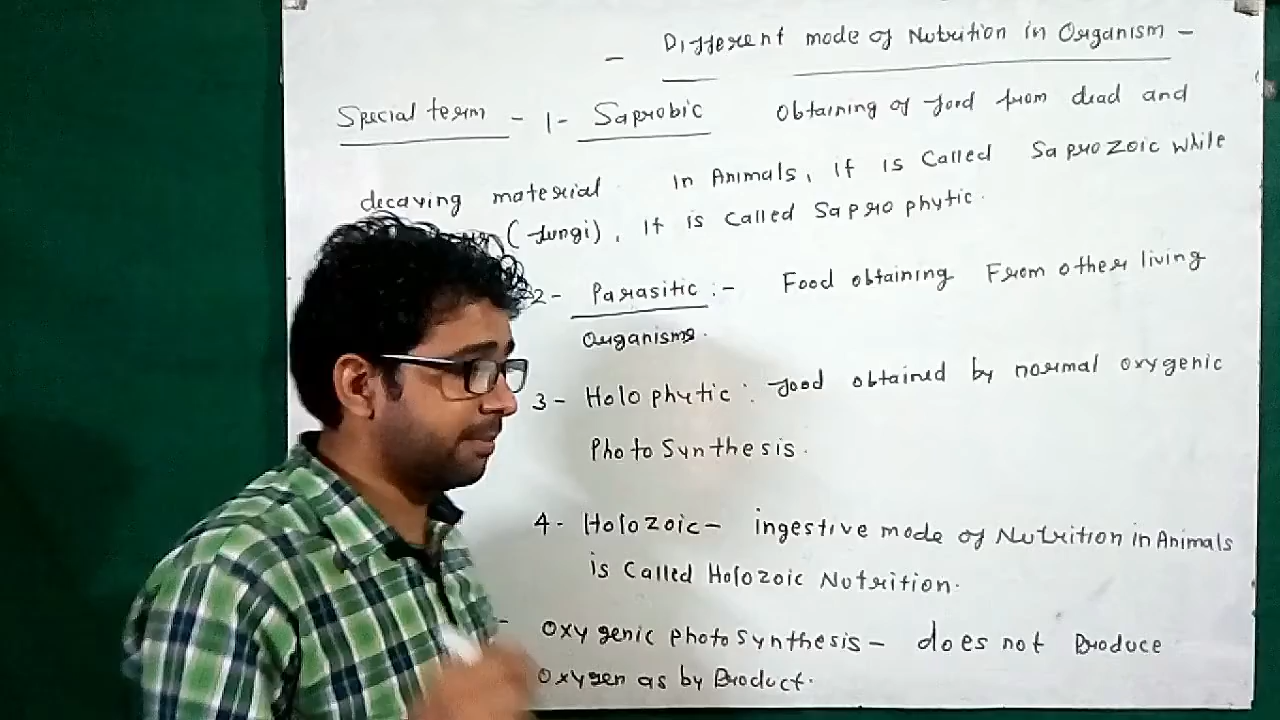 - Different mode of Nutrition in Organism -
Special term - 1- Saprobic obtaining of food from dead and
decaying material. In Animals, it is called Saprozoic while
(fungi), it is called Saprophytic.
2- Parasitic :- Food obtaining From other living
organisms.
3- Holophytic : food obtained by normal oxygenic
Photosynthesis.
4- Holozoic - ingestive mode of Nutrition in Animals
is called Holozoic Nutrition.
- oxygenic photosynthesis - does not Produce
oxygen as by Product.